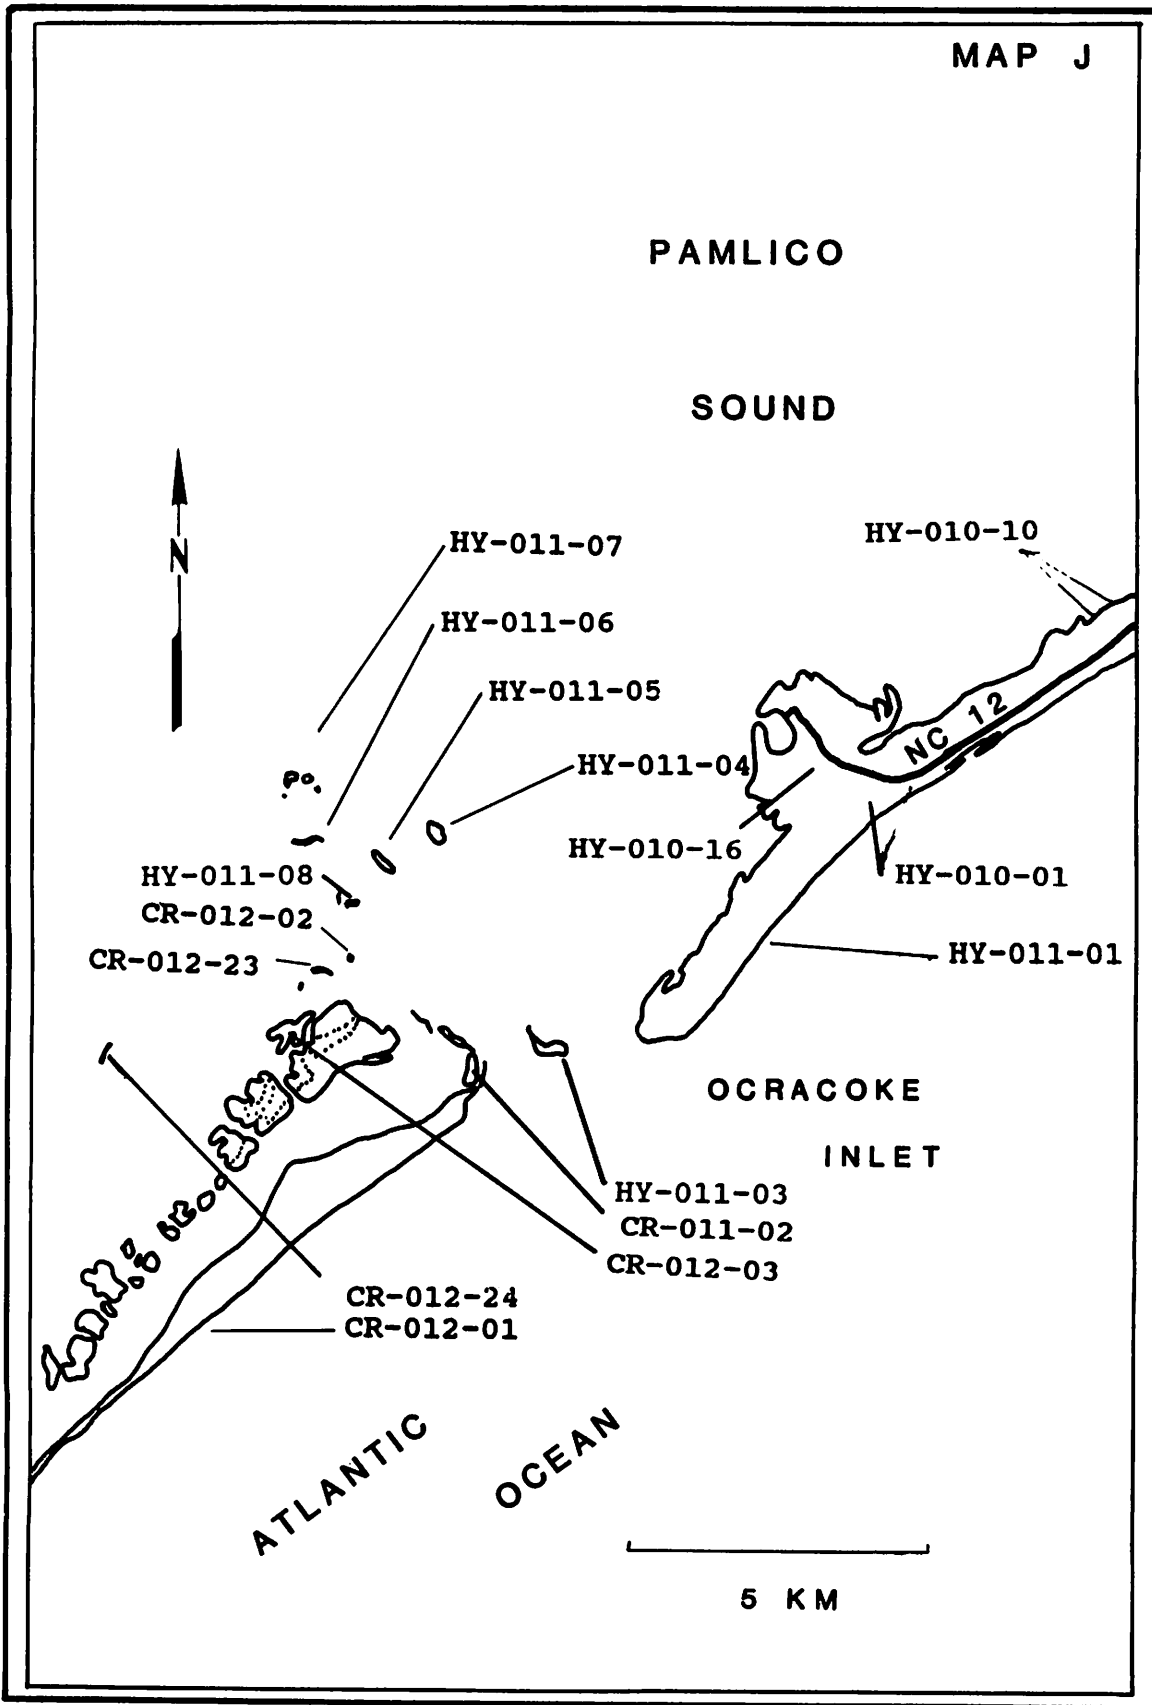 MAP J
PAMLICO
SOUND
N
HY-011-07
HY-010-10
HY-011-06
HY-011-05
NC 12
HY-011-04
HY-010-16
HY-011-08
HY-010-01
CR-012-02
CR-012-23
HY-011-01
OCRACOKE
INLET
HY-011-03
CR-011-02
CR-012-03
CR-012-24
CR-012-01
ATLANTIC
OCEAN
5 KM